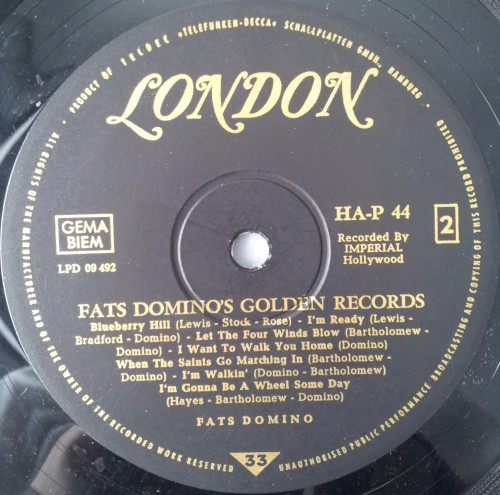 PRODUCT OF TELDEC »TELEFUNKEN-DECCA« SCHALLPLATTEN GMBH., HAMBURG
LONDON
GEMA
BIEM
LPD 09 492
HA-P 44
Recorded By
IMPERIAL
Hollywood
2
FATS DOMINO'S GOLDEN RECORDS
Blueberry Hill (Lewis - Stock - Rose) - I'm Ready (Lewis -
Bradford - Domino) - Let The Four Winds Blow (Bartholomew -
Domino) - I Want To Walk You Home (Domino)
When The Saints Go Marching In (Bartholomew -
Domino) - I'm Walkin' (Domino - Bartholomew)
I'm Gonna Be A Wheel Some Day
(Hayes - Bartholomew - Domino)
FATS DOMINO
33
ALL RIGHTS OF THE MANUFACTURER AND OF THE OWNER OF THE RECORDED WORK RESERVED
UNAUTHORISED PUBLIC PERFORMANCE BROADCASTING AND COPYING OF THIS RECORD PROHIBITED